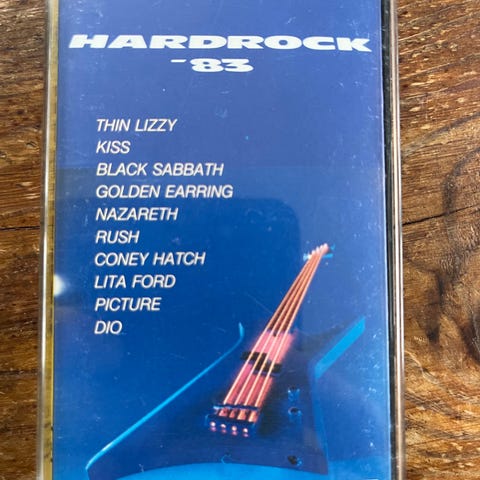 HARDROCK
-83
THIN LIZZY
KISS
BLACK SABBATH
GOLDEN EARRING
NAZARETH
RUSH
CONEY HATCH
LITA FORD
PICTURE
DIO